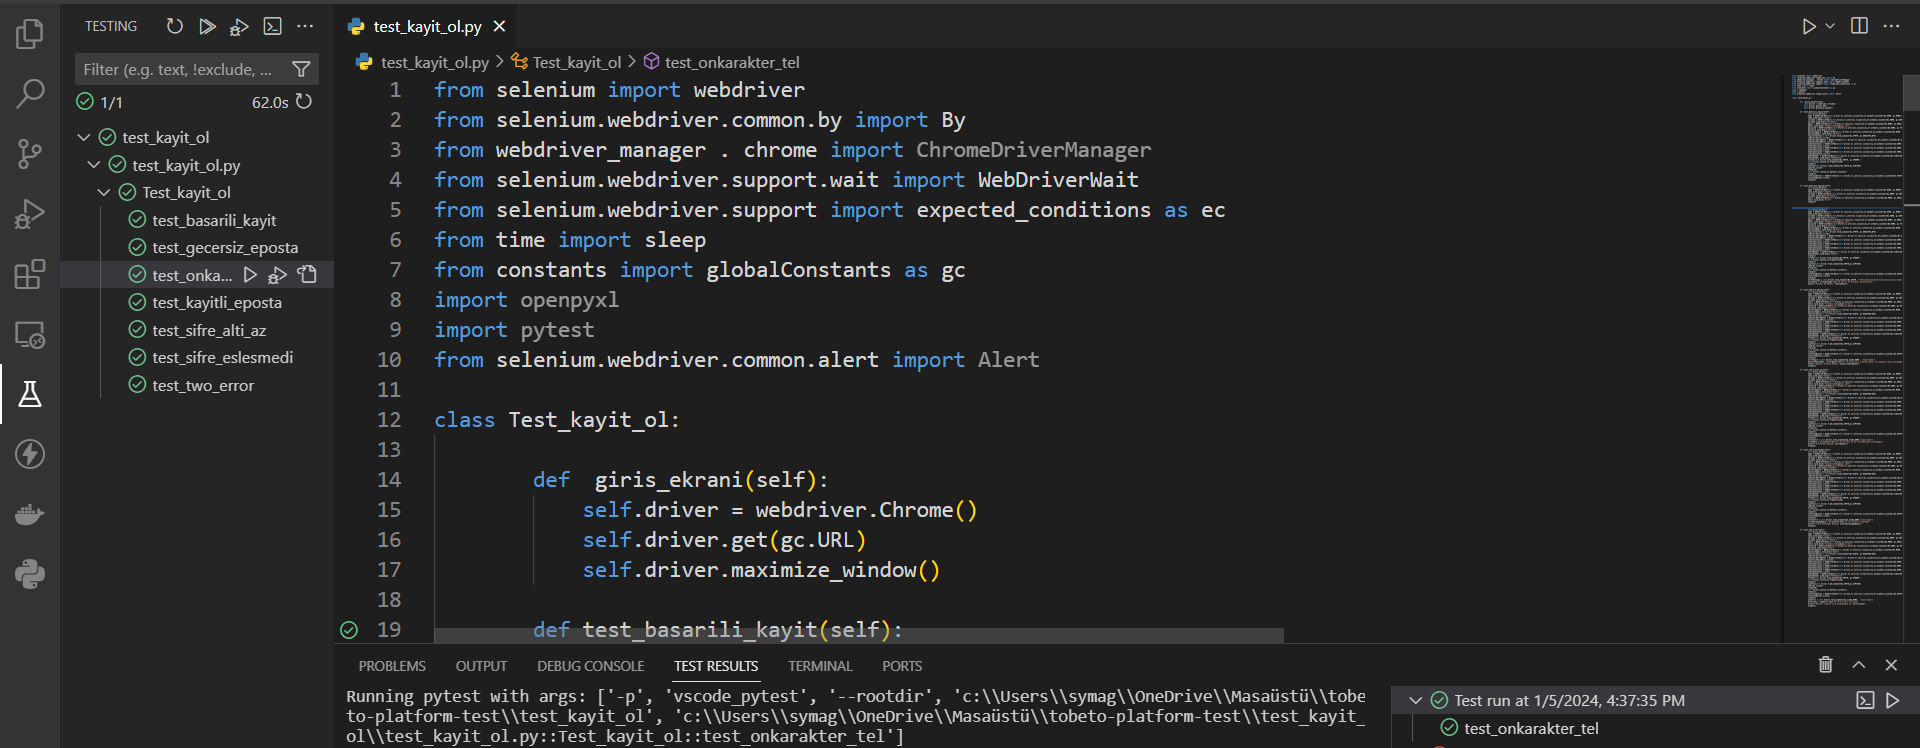 TESTING
Filter (e.g. text, !exclude, ...
1/1 62.0s
test_kayit_ol
test_kayit_ol.py
Test_kayit_ol
test_basarili_kayit
test_gecersiz_eposta
test_onka...
test_kayitli_eposta
test_sifre_alti_az
test_sifre_eslesmedi
test_two_error
test_kayit_ol.py
test_kayit_ol.py > Test_kayit_ol > test_onkarakter_tel
1 from selenium import webdriver
2 from selenium.webdriver.common.by import By
3 from webdriver_manager . chrome import ChromeDriverManager
4 from selenium.webdriver.support.wait import WebDriverWait
5 from selenium.webdriver.support import expected_conditions as ec
6 from time import sleep
7 from constants import globalConstants as gc
8 import openpyxl
9 import pytest
10 from selenium.webdriver.common.alert import Alert
11
12 class Test_kayit_ol:
13
14 def  giris_ekrani(self):
15 self.driver = webdriver.Chrome()
16 self.driver.get(gc.URL)
17 self.driver.maximize_window()
18
19 def test_basarili_kayit(self):
PROBLEMS OUTPUT DEBUG CONSOLE TEST RESULTS TERMINAL PORTS
Running pytest with args: ['-p', 'vscode_pytest', '--rootdir', 'c:\\Users\\symag\\OneDrive\\Masaüstü\\tobe
to-platform-test\\test_kayit_ol', 'c:\\Users\\symag\\OneDrive\\Masaüstü\\tobeto-platform-test\\test_kayit_
ol\\test_kayit_ol.py::Test_kayit_ol::test_onkarakter_tel']
Test run at 1/5/2024, 4:37:35 PM
test_onkarakter_tel